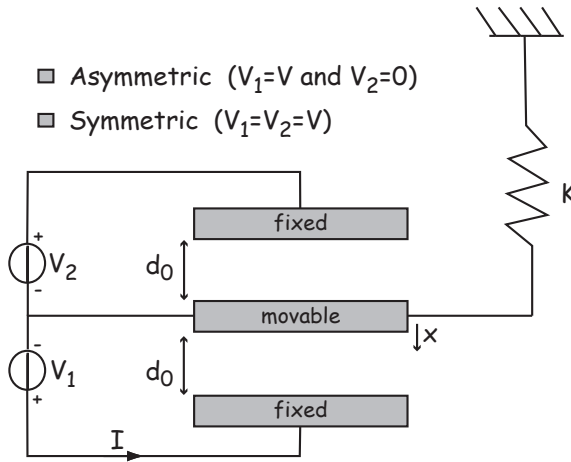 Asymmetric (V₁=V and V₂=0)
Symmetric (V₁=V₂=V)
K
fixed
+
V₂
-
d₀
movable
x
-
V₁
+
d₀
fixed
I